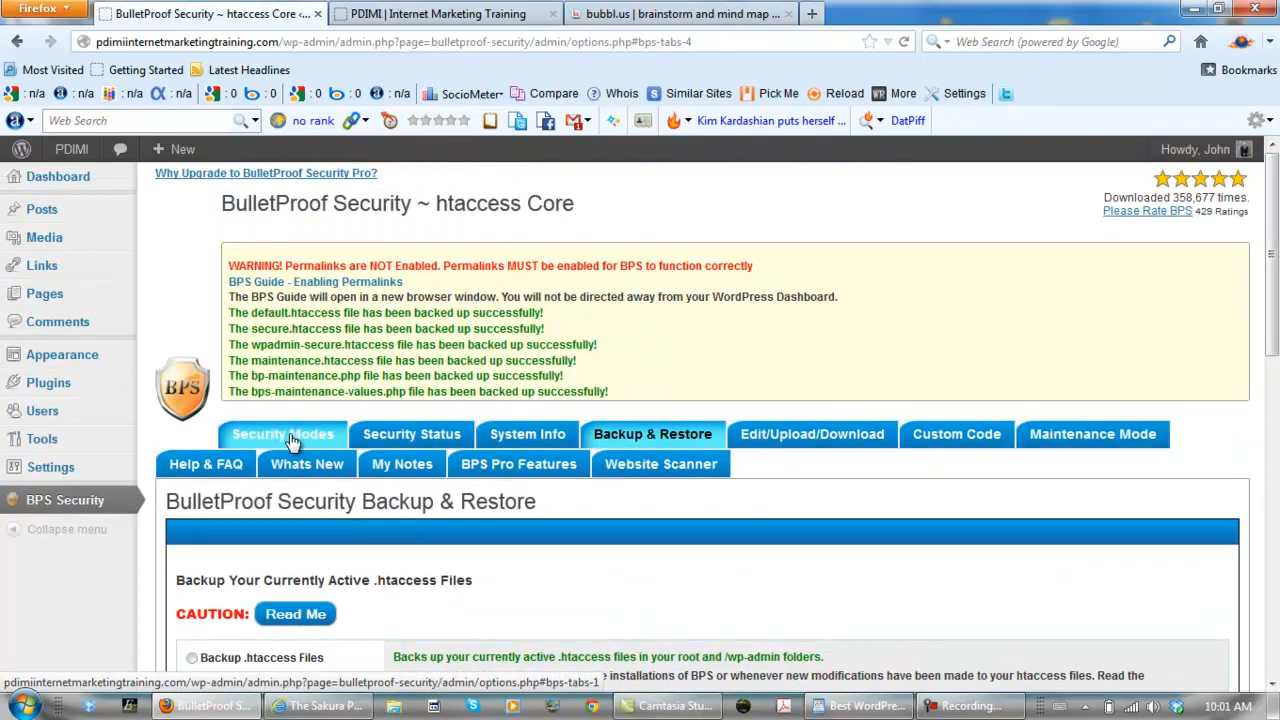 Firefox
BulletProof Security ~ htaccess Core ‹...
PDIMI | Internet Marketing Training
bubbl.us | brainstorm and mind map ...
pdimiinternetmarketingtraining.com/wp-admin/admin.php?page=bulletproof-security/admin/options.php#bps-tabs-4
Web Search (powered by Google)
Most Visited
Getting Started
Latest Headlines
Bookmarks
: n/a
: n/a
: n/a
: n/a
: 0
: 0
: 0
: 0
: n/a
SocioMeter
Compare
Whois
Similar Sites
Pick Me
Reload
More
Settings
Web Search
no rank
Kim Kardashian puts herself ...
DatPiff
PDIMI
New
Howdy, John
Dashboard
Posts
Media
Links
Pages
Comments
Appearance
Plugins
Users
Tools
Settings
BPS Security
Collapse menu
Why Upgrade to BulletProof Security Pro?
BulletProof Security ~ htaccess Core
Downloaded 358,677 times.
Please Rate BPS 429 Ratings
WARNING! Permalinks are NOT Enabled. Permalinks MUST be enabled for BPS to function correctly
BPS Guide - Enabling Permalinks
The BPS Guide will open in a new browser window. You will not be directed away from your WordPress Dashboard.
The default.htaccess file has been backed up successfully!
The secure.htaccess file has been backed up successfully!
The wpadmin-secure.htaccess file has been backed up successfully!
The maintenance.htaccess file has been backed up successfully!
The bp-maintenance.php file has been backed up successfully!
The bps-maintenance-values.php file has been backed up successfully!
BPS
Security Modes
Security Status
System Info
Backup & Restore
Edit/Upload/Download
Custom Code
Maintenance Mode
Help & FAQ
Whats New
My Notes
BPS Pro Features
Website Scanner
BulletProof Security Backup & Restore
Backup Your Currently Active .htaccess Files
CAUTION: Read Me
Backup .htaccess Files
Backs up your currently active .htaccess files in your root and /wp-admin folders.
installations of BPS or whenever new modifications have been made to your htaccess files. Read the
pdimiinternetmarketingtraining.com/wp-admin/admin.php?page=bulletproof-security/admin/options.php#bps-tabs-1
BulletProof S...
The Sakura P...
Camtasia Stu...
Best WordPre...
Recording...
10:01 AM